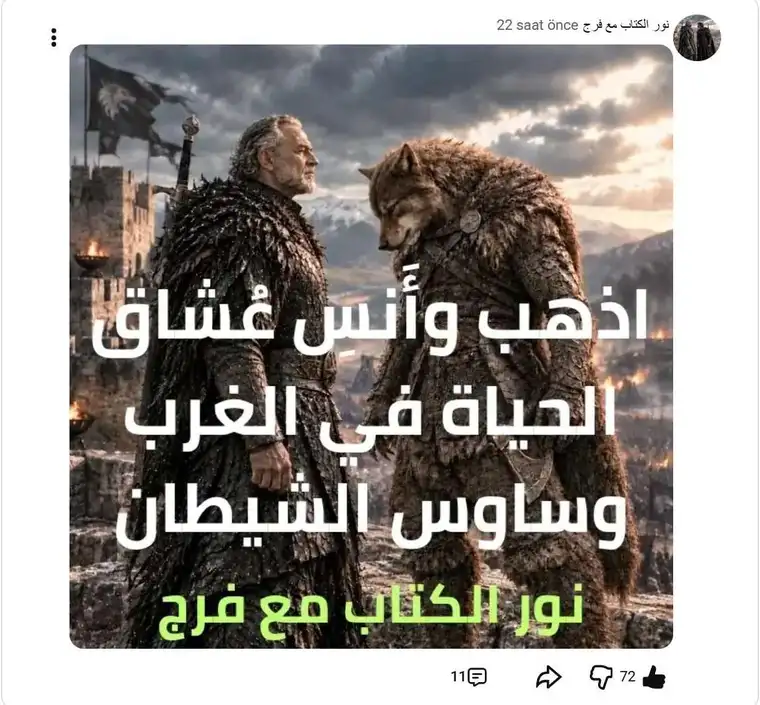 نور الكتاب مع فرج 22 saat önce
اذهب وأَنسِ عُشاق
الحياة في الغرب
وساوس الشيطان
نور الكتاب مع فرج
11
72